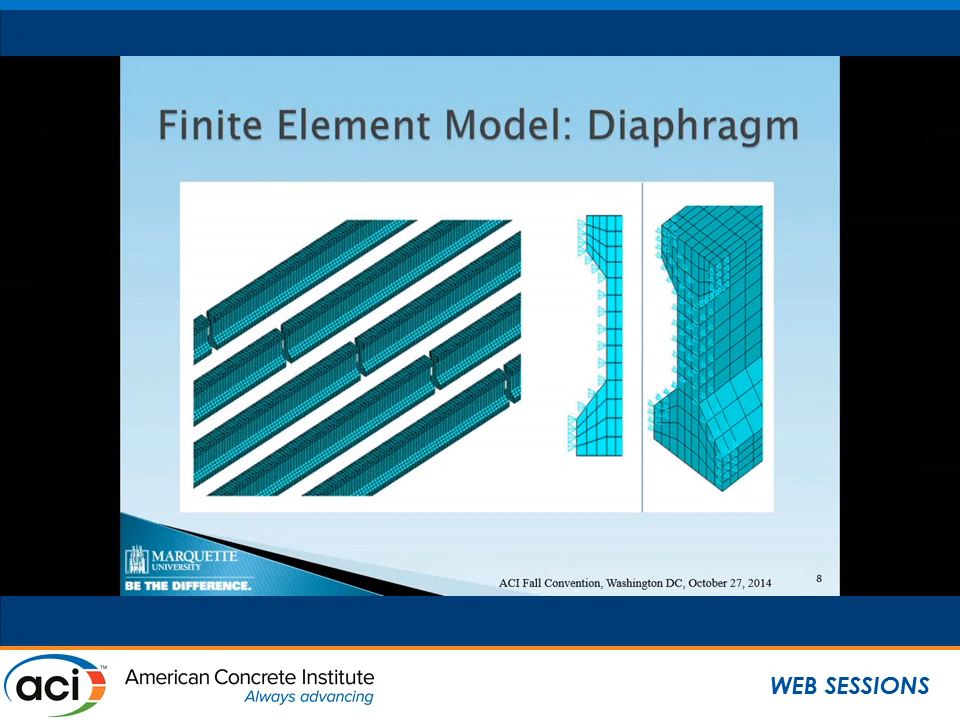 Finite Element Model: Diaphragm
MARQUETTE
UNIVERSITY
BE THE DIFFERENCE.
ACI Fall Convention, Washington DC, October 27, 2014
8
aci™
American Concrete Institute
Always advancing
WEB SESSIONS